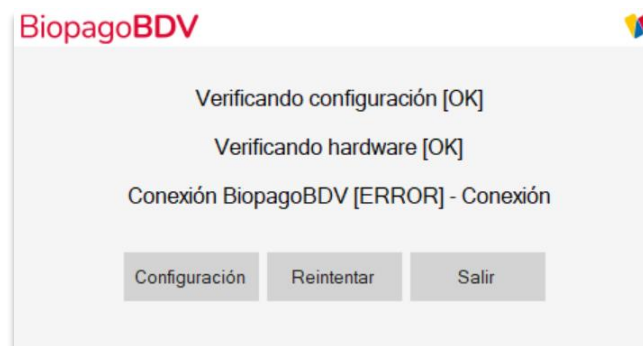 BiopagoBDV
Verificando configuración [OK]
Verificando hardware [OK]
Conexión BiopagoBDV [ERROR] - Conexión
Configuración Reintentar Salir